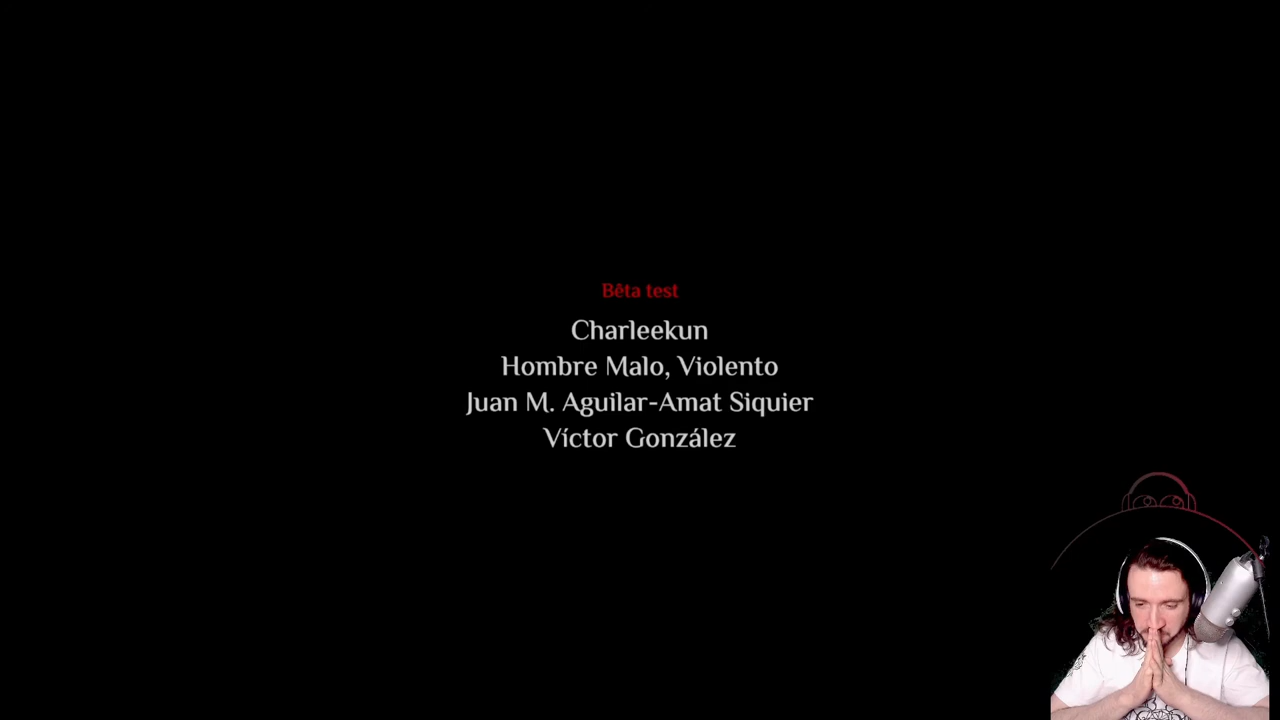 Bêta test
Charleekun
Hombre Malo, Violento
Juan M. Aguilar-Amat Siquier
Víctor González